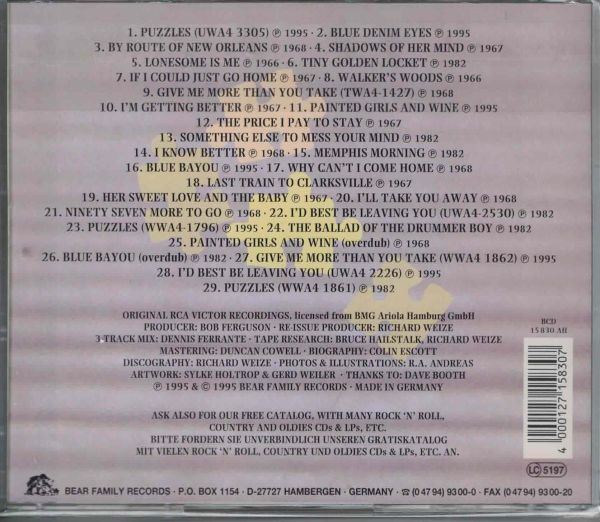 1. PUZZLES (UWA4 3305) ℗ 1995 · 2. BLUE DENIM EYES ℗ 1995
3. BY ROUTE OF NEW ORLEANS ℗ 1968 · 4. SHADOWS OF HER MIND ℗ 1967
5. LONESOME IS ME ℗ 1966 · 6. TINY GOLDEN LOCKET ℗ 1982
7. IF I COULD JUST GO HOME ℗ 1967 · 8. WALKER'S WOODS ℗ 1966
9. GIVE ME MORE THAN YOU TAKE (TWA4-1427) ℗ 1968
10. I'M GETTING BETTER ℗ 1967 · 11. PAINTED GIRLS AND WINE ℗ 1995
12. THE PRICE I PAY TO STAY ℗ 1967
13. SOMETHING ELSE TO MESS YOUR MIND ℗ 1982
14. I KNOW BETTER ℗ 1968 · 15. MEMPHIS MORNING ℗ 1982
16. BLUE BAYOU ℗ 1995 · 17. WHY CAN'T I COME HOME ℗ 1968
18. LAST TRAIN TO CLARKSVILLE ℗ 1967
19. HER SWEET LOVE AND THE BABY ℗ 1967 · 20. I'LL TAKE YOU AWAY ℗ 1968
21. NINETY SEVEN MORE TO GO ℗ 1968 · 22. I'D BEST BE LEAVING YOU (UWA4-2530) ℗ 1982
23. PUZZLES (WWA4-1796) ℗ 1995 · 24. THE BALLAD OF THE DRUMMER BOY ℗ 1982
25. PAINTED GIRLS AND WINE (overdub) ℗ 1968
26. BLUE BAYOU (overdub) ℗ 1982 · 27. GIVE ME MORE THAN YOU TAKE (WWA4 1862) ℗ 1995
28. I'D BEST BE LEAVING YOU (UWA4 2226) ℗ 1995
29. PUZZLES (WWA4 1861) ℗ 1982
ORIGINAL RCA VICTOR RECORDINGS, licensed from BMG Ariola Hamburg GmbH
PRODUCER: BOB FERGUSON · RE-ISSUE PRODUCER: RICHARD WEIZE
3 TRACK MIX: DENNIS FERRANTE · TAPE RESEARCH: BRUCE HAILSTALK, RICHARD WEIZE
MASTERING: DUNCAN COWELL · BIOGRAPHY: COLIN ESCOTT
DISCOGRAPHY: RICHARD WEIZE · PHOTOS & ILLUSTRATIONS: R.A. ANDREAS
ARTWORK: SYLKE HOLTROP & GERD WEILER · THANKS TO: DAVE BOOTH
℗ 1995 & © 1995 BEAR FAMILY RECORDS · MADE IN GERMANY
BCD
15 830 AH
4 000127 158307
ASK ALSO FOR OUR FREE CATALOG, WITH MANY ROCK 'N' ROLL,
COUNTRY AND OLDIES CDs & LPs, ETC.
BITTE FORDERN SIE UNVERBINDLICH UNSEREN GRATISKATALOG
MIT VIELEN ROCK 'N' ROLL, COUNTRY UND OLDIES CDs & LPs, ETC. AN.
LC 5197
BEAR FAMILY RECORDS · P.O. BOX 1154 · D-27727 HAMBERGEN · GERMANY · ☎ (0 47 94) 93 00-0 · FAX (0 47 94) 93 00-20